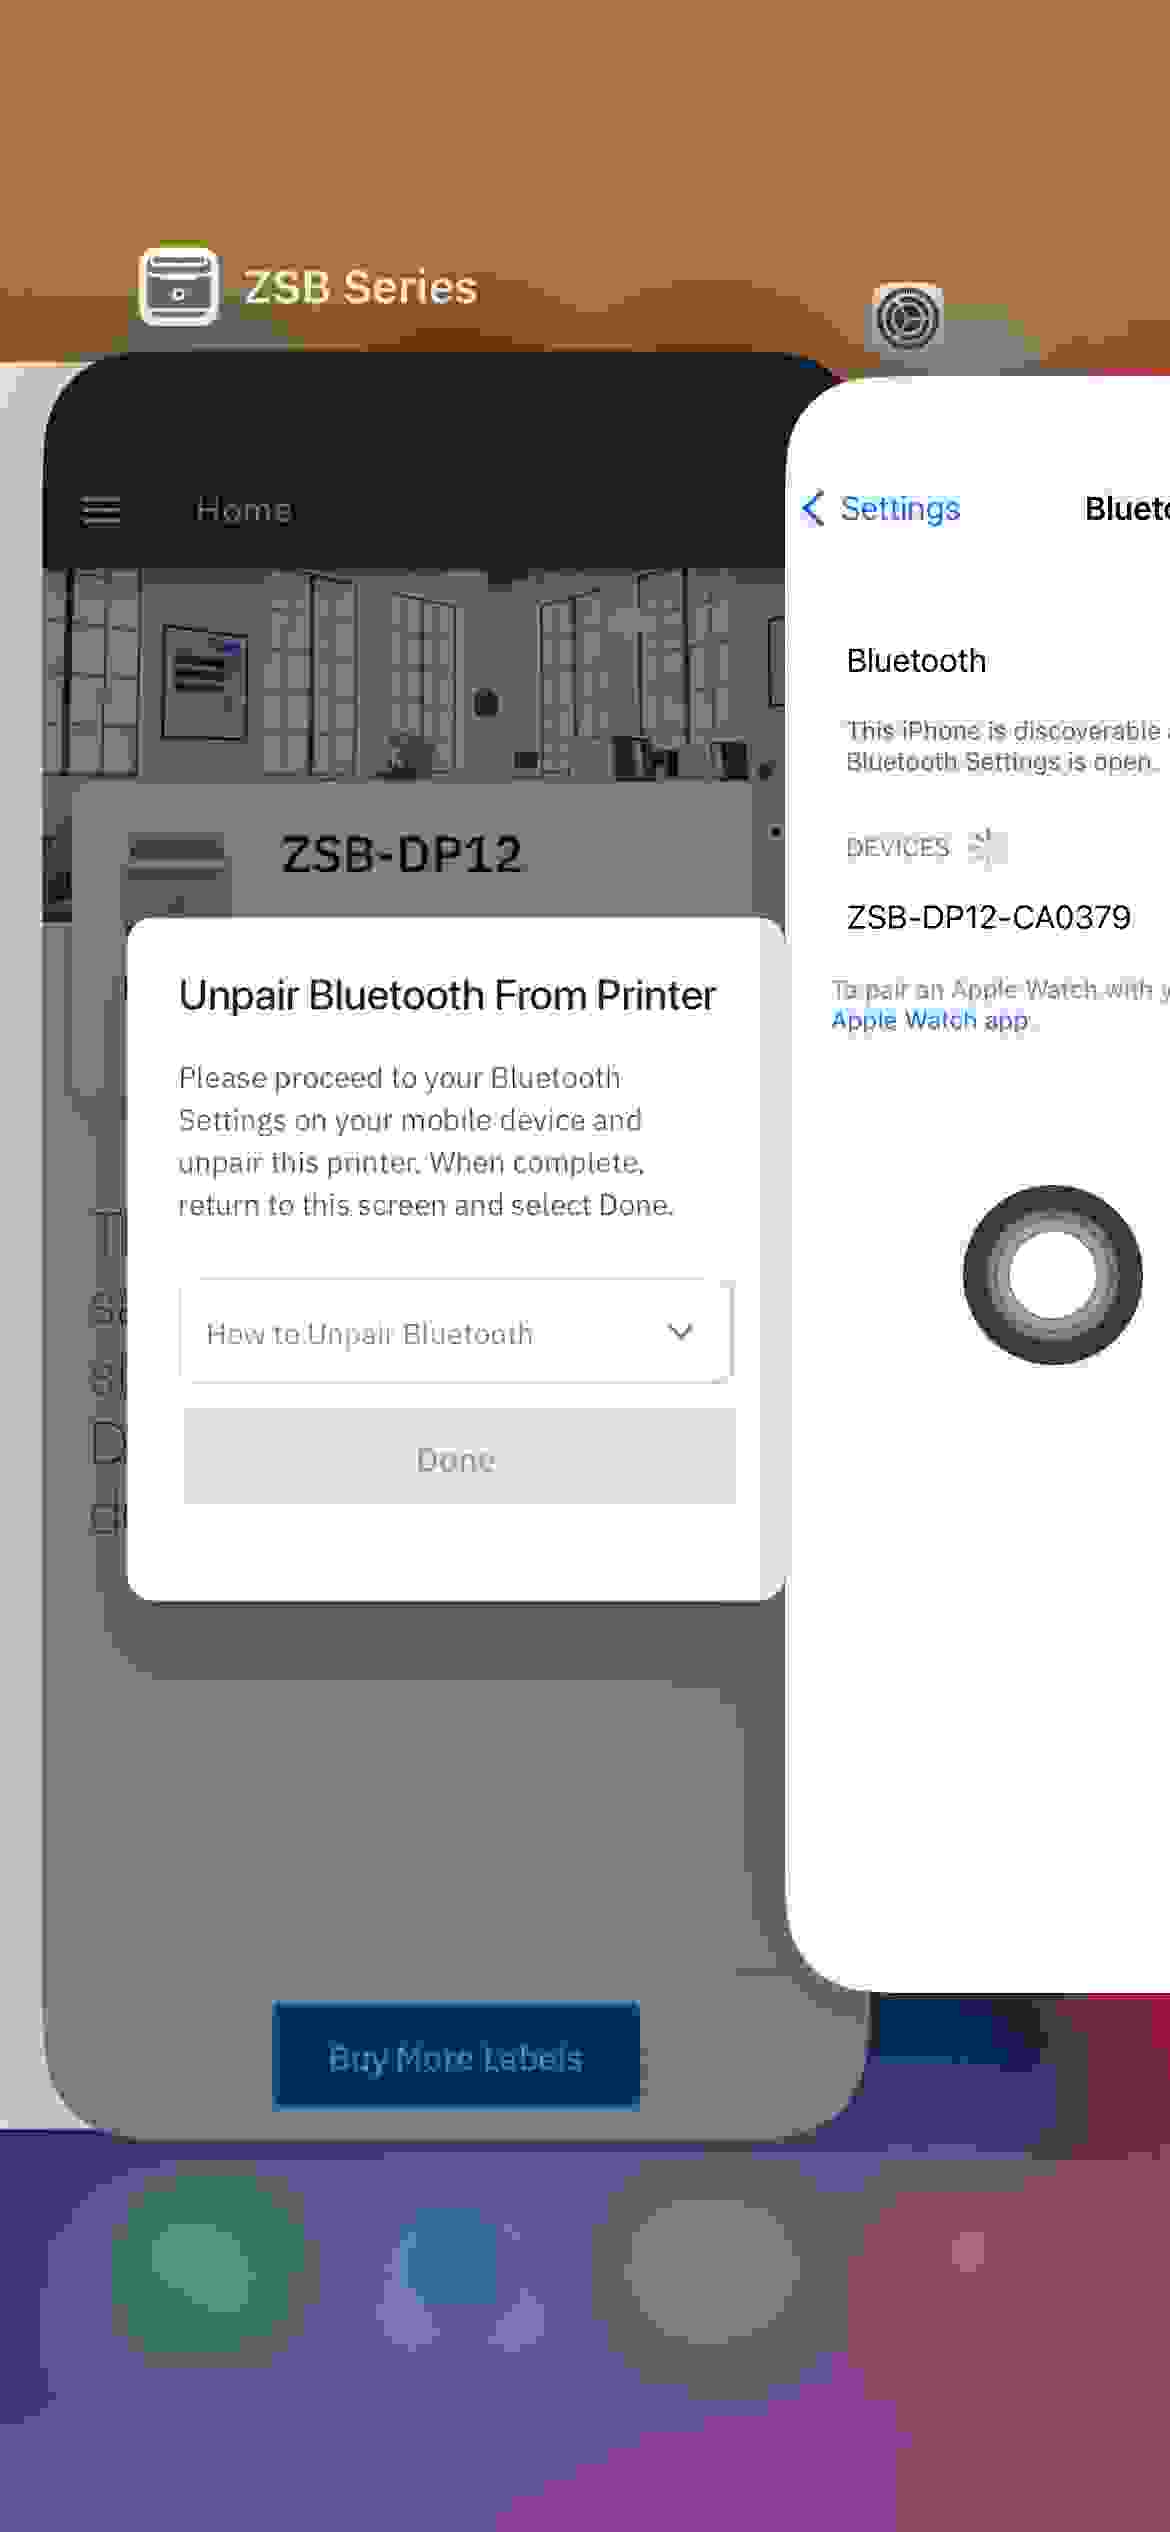 ZSB Series
Home
ZSB-DP12
Unpair Bluetooth From Printer
Please proceed to your Bluetooth
Settings on your mobile device and
unpair this printer. When complete,
return to this screen and select Done.
How to Unpair Bluetooth
Done
Buy More Labels
Settings
Blueto
Bluetooth
This iPhone is discoverable
Bluetooth Settings is open.
DEVICES
ZSB-DP12-CA0379
To pair an Apple Watch with y
Apple Watch app.